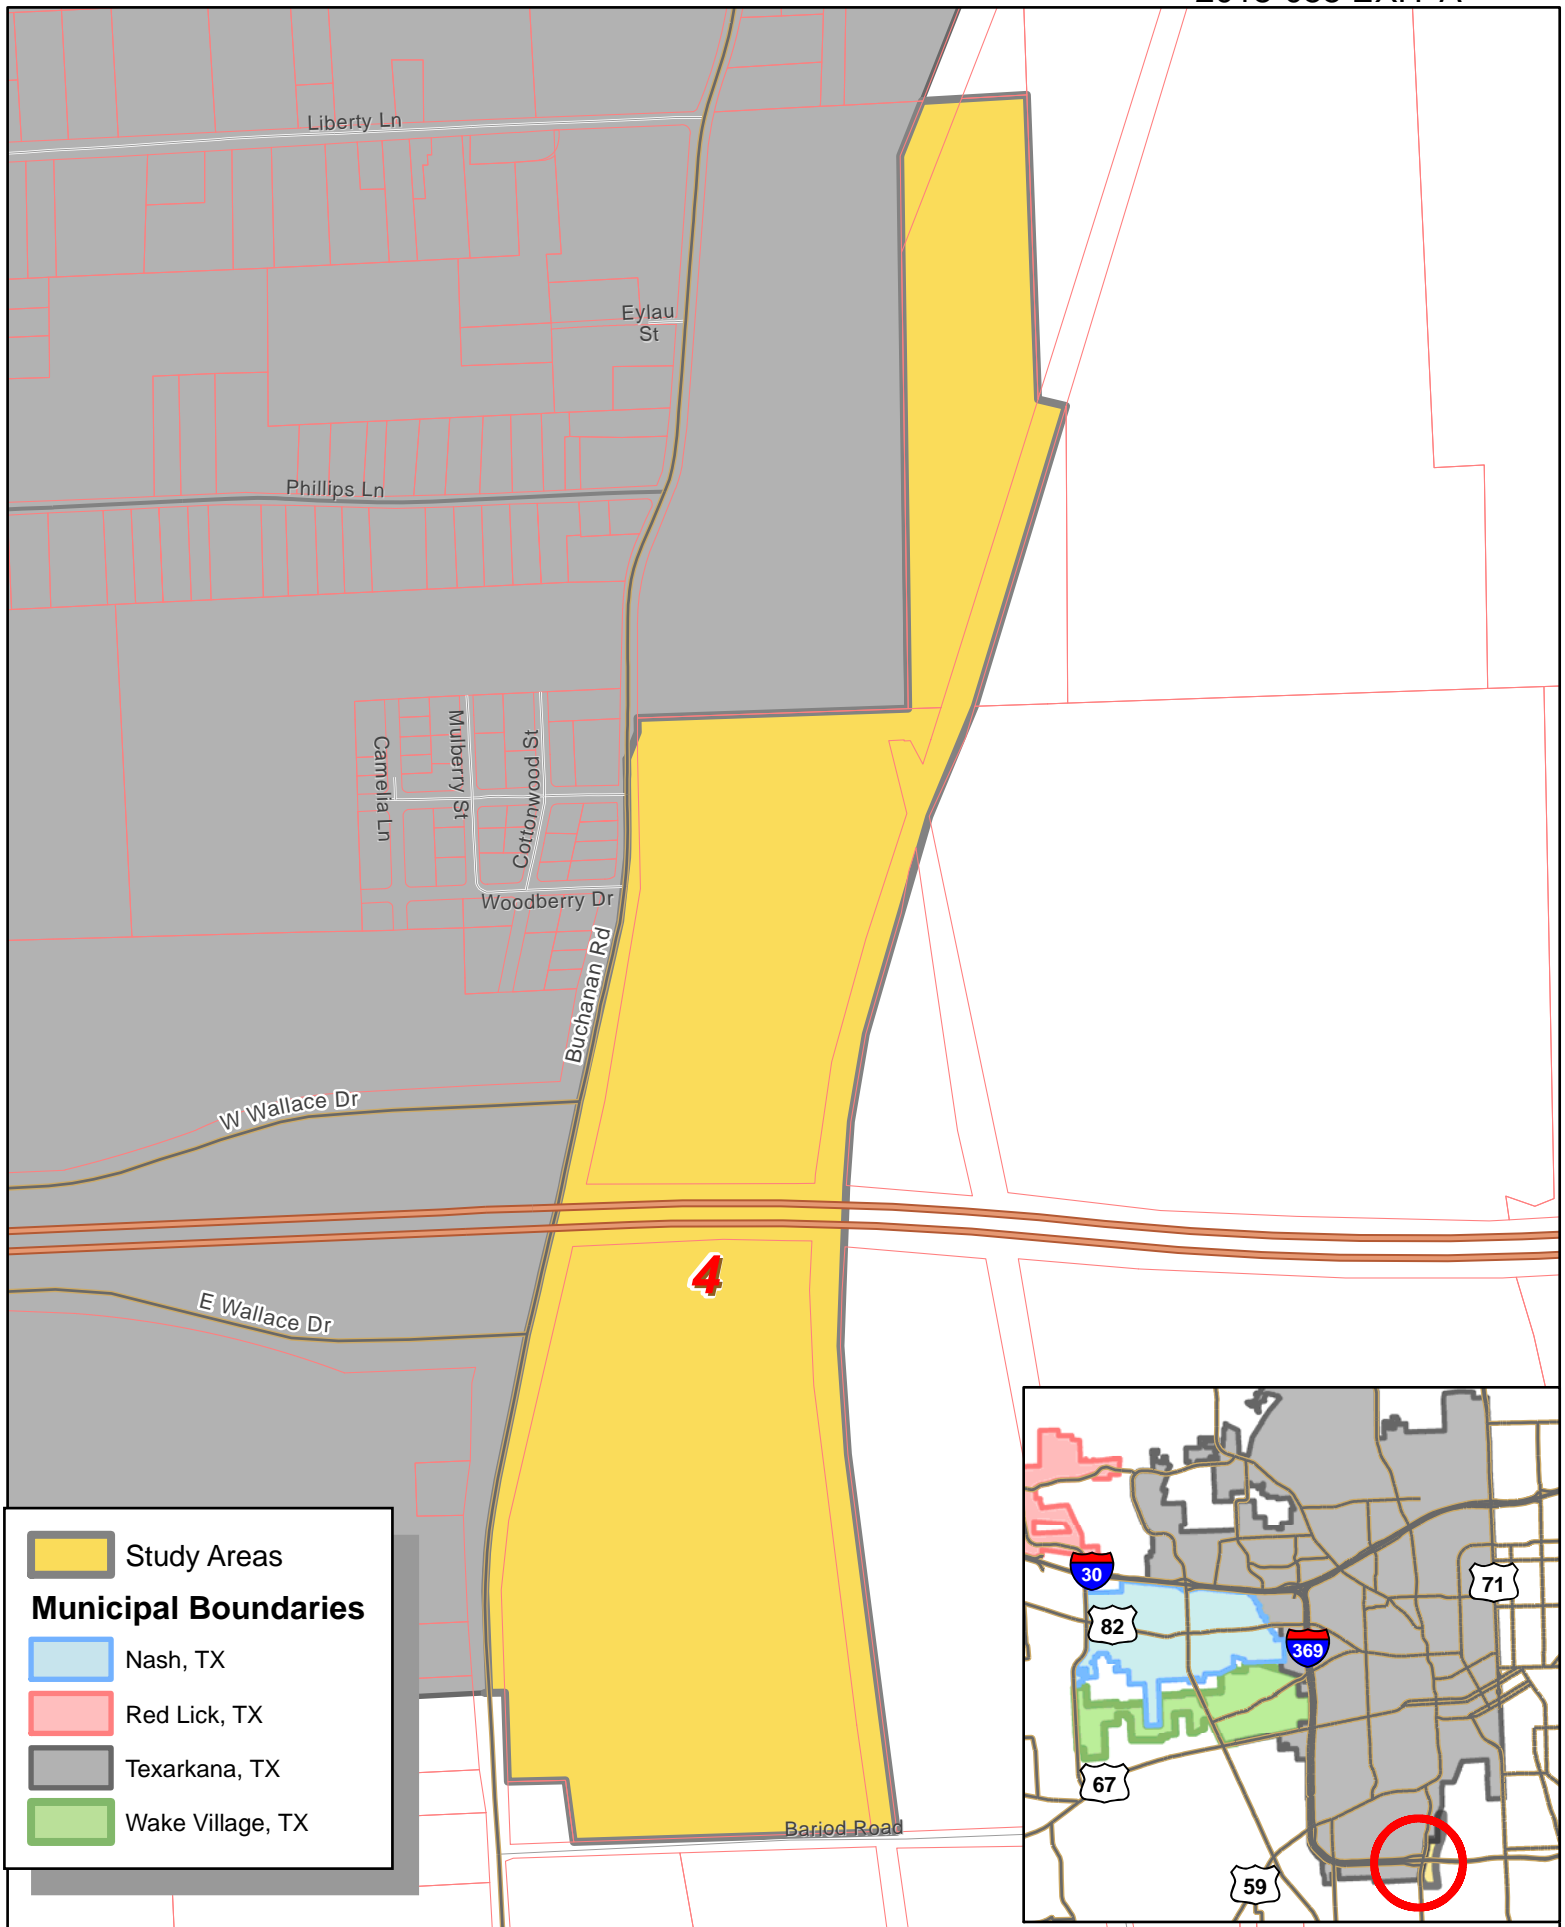 Liberty Ln
Eylau
St
Phillips Ln
Camelia Ln
Mulberry St
Cottonwood St
Woodberry Dr
Buchanan Rd
W Wallace Dr
4
E Wallace Dr
Bariod Road
Study Areas
Municipal Boundaries
Nash, TX
Red Lick, TX
Texarkana, TX
Wake Village, TX
30
71
82
369
67
59